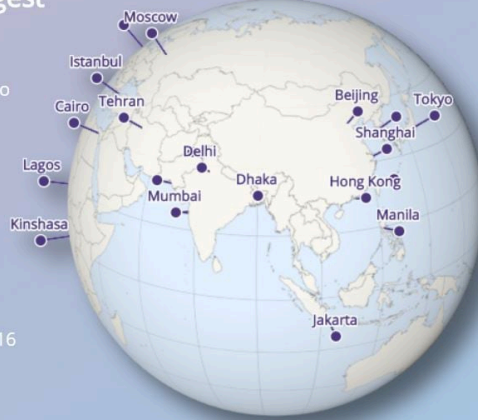 gest
Moscow
Istanbul
o
Cairo
Tehran
Beijing
Tokyo
Shanghai
Delhi
Lagos
Dhaka
Hong Kong
Mumbai
Manila
Kinshasa
Jakarta
16